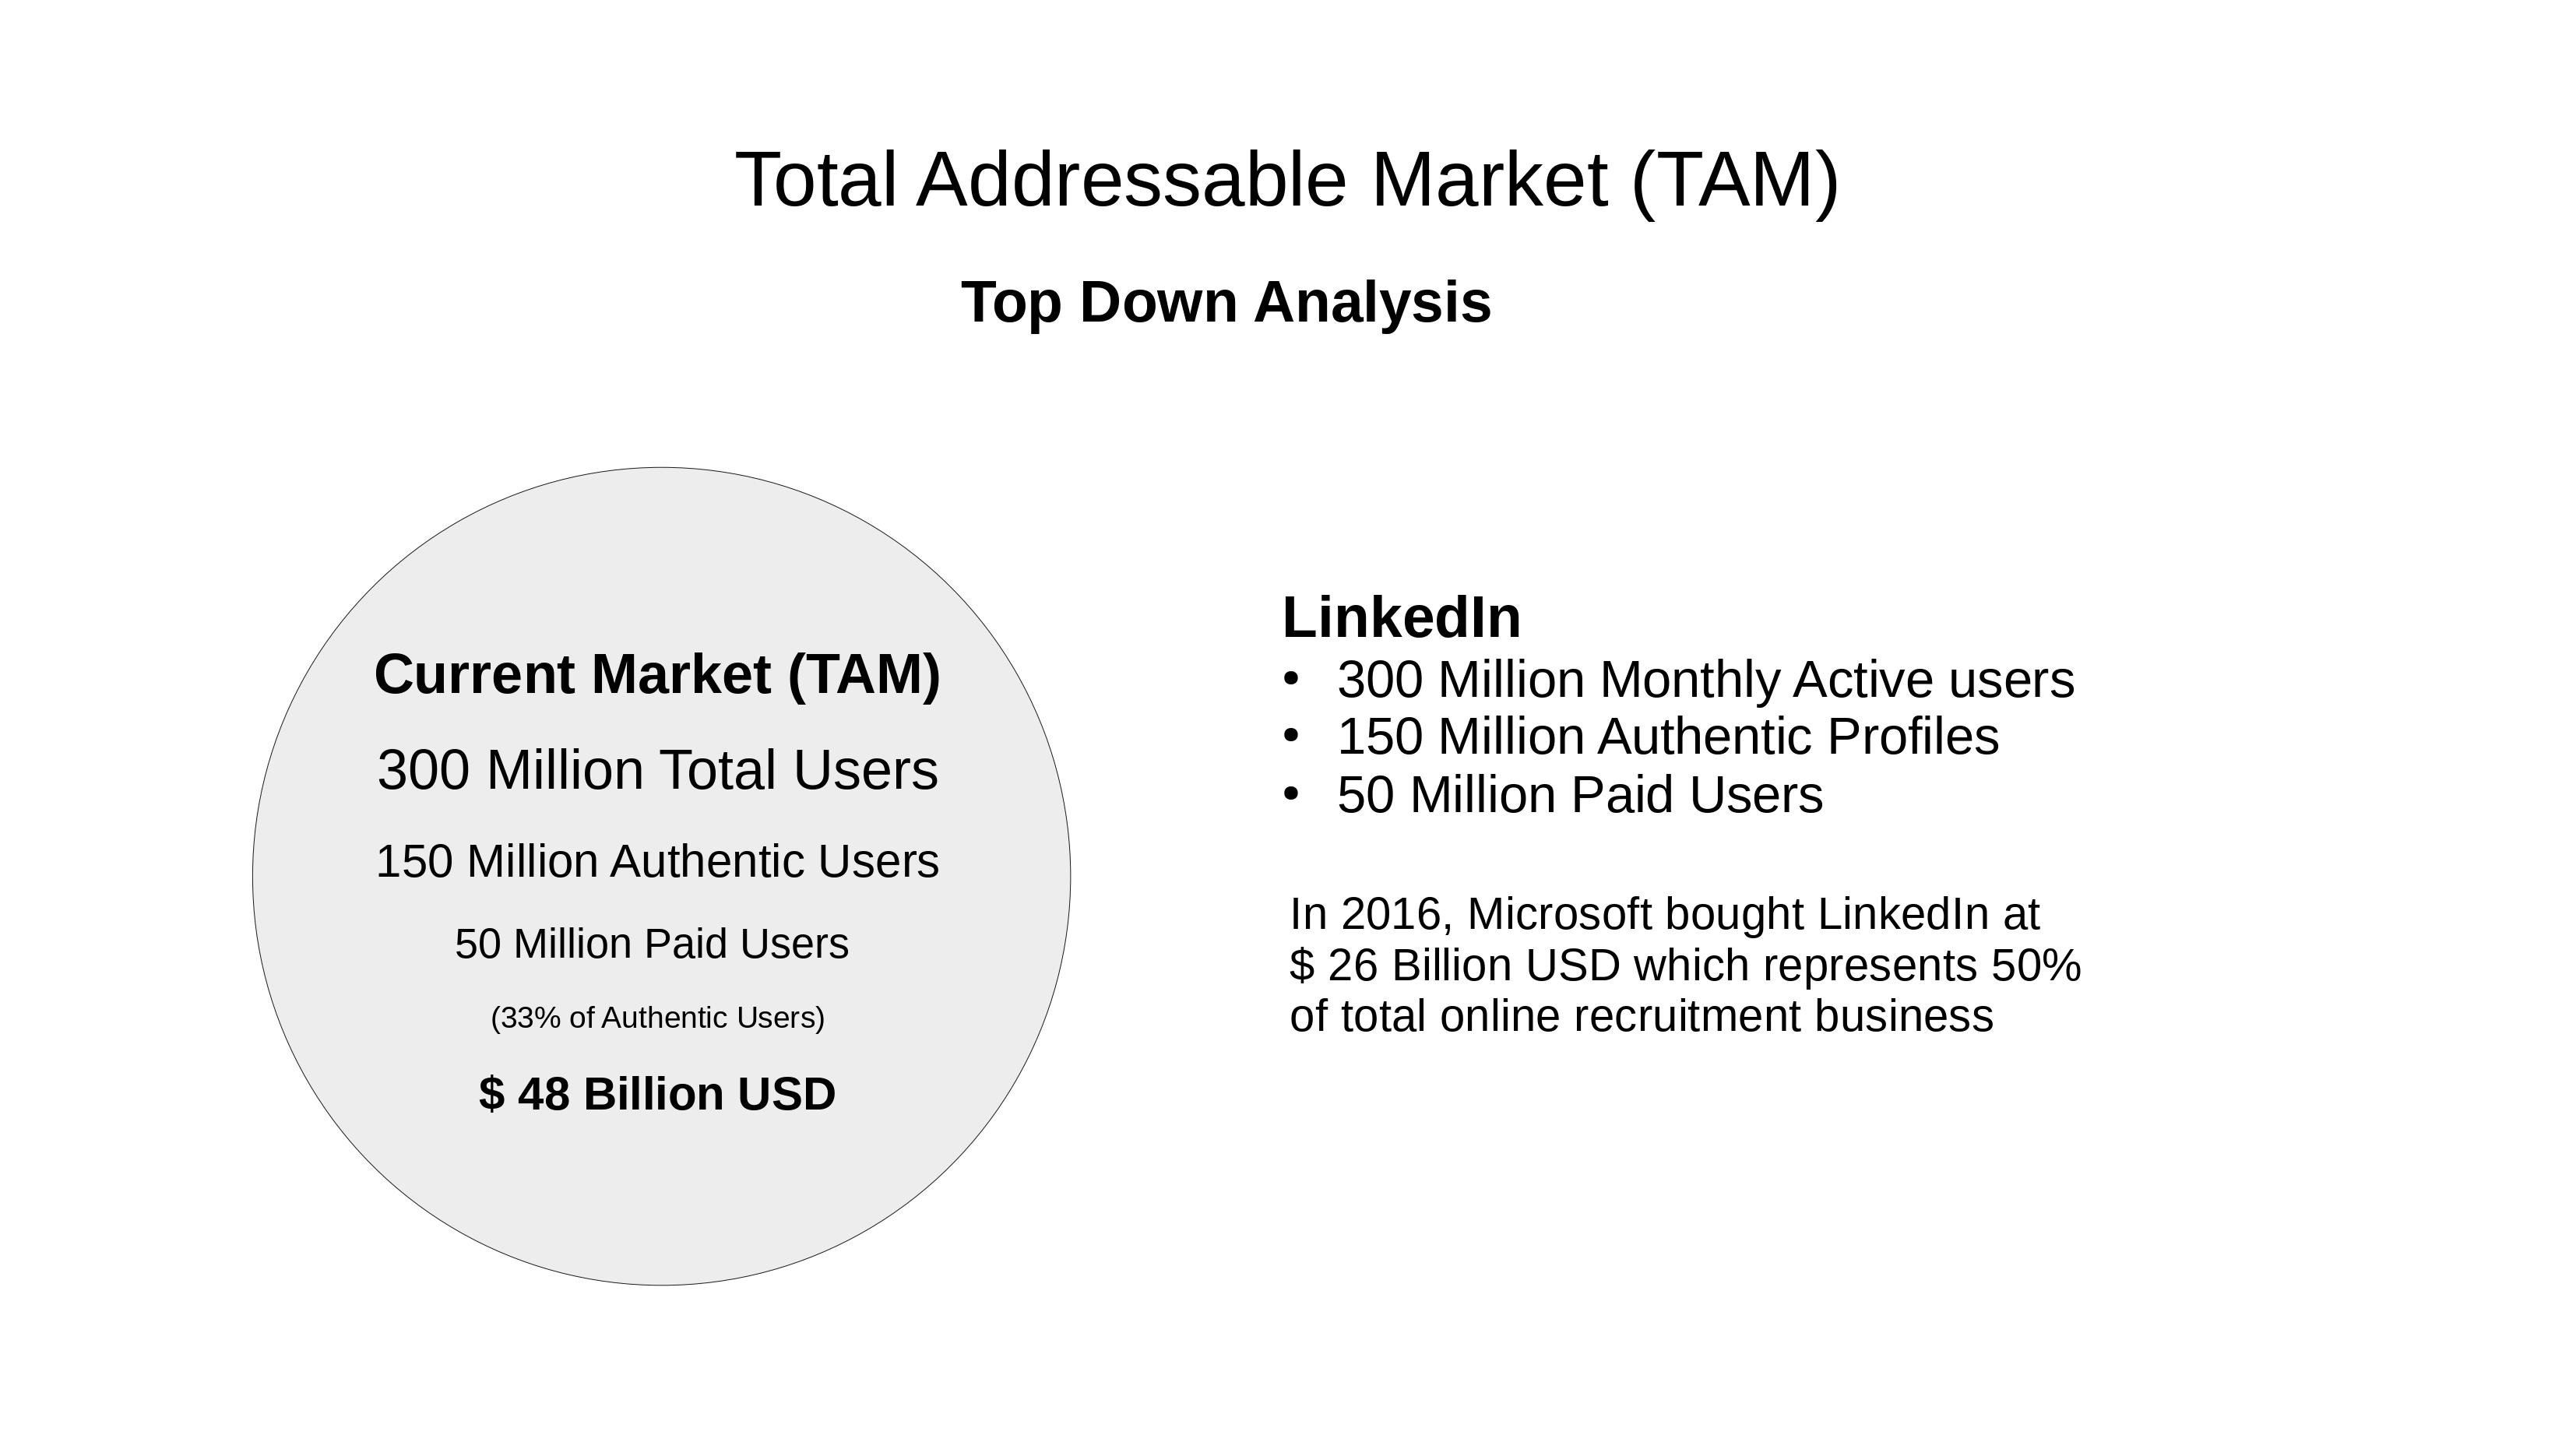 Total Addressable Market (TAM)
Top Down Analysis
Current Market (TAM)
300 Million Total Users
150 Million Authentic Users
50 Million Paid Users
(33% of Authentic Users)
$ 48 Billion USD
LinkedIn
• 300 Million Monthly Active users
• 150 Million Authentic Profiles
• 50 Million Paid Users
In 2016, Microsoft bought LinkedIn at
$ 26 Billion USD which represents 50%
of total online recruitment business